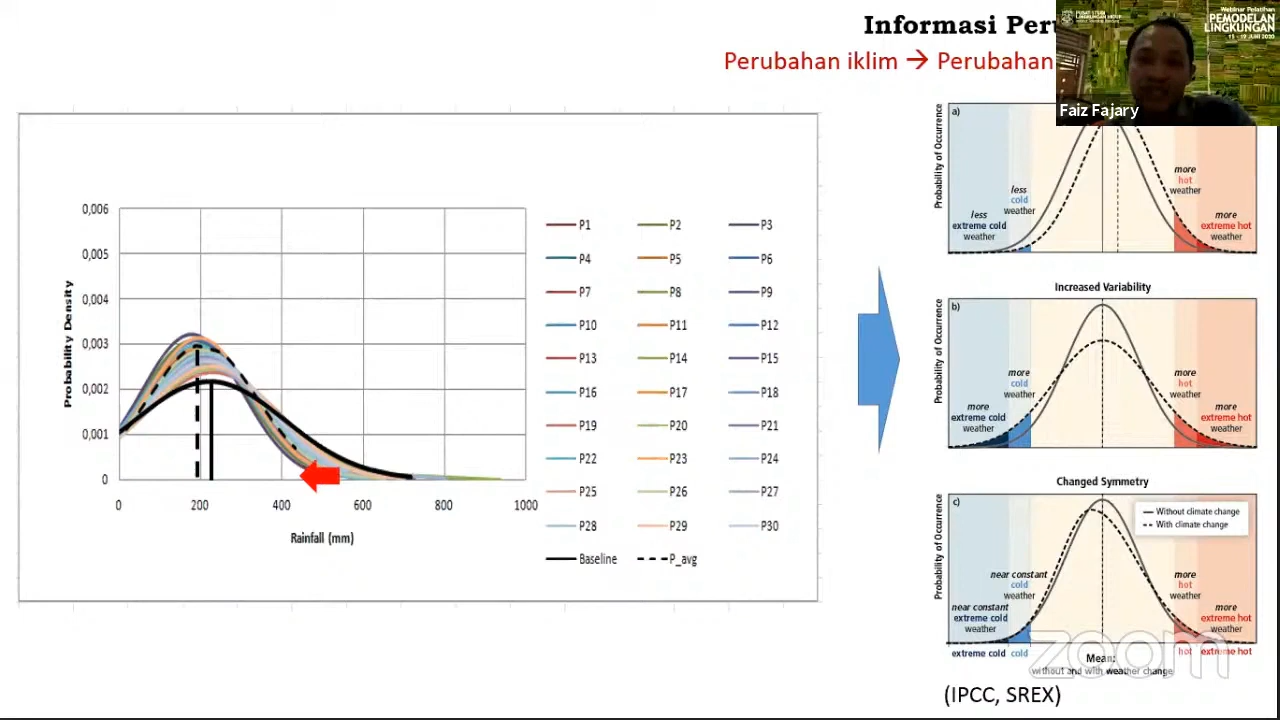 Informasi Peru
Perubahan iklim → Perubahan
PUSAT STUDI
LINGKUNGAN HIDUP
Webinar Pelatihan
PEMODELAN
LINGKUNGAN
Faiz Fajary
0,006
0,005
0,004
0,003
0,002
0,001
0
Probability Density
0 200 400 600 800 1000
Rainfall (mm)
P1 P2 P3
P4 P5 P6
P7 P8 P9
P10 P11 P12
P13 P14 P15
P16 P17 P18
P19 P20 P21
P22 P23 P24
P25 P26 P27
P28 P29 P30
Baseline P_avg
a)
Probability of Occurrence
less
extreme cold
weather
less
cold
weather
more
hot
weather
more
extreme hot
weather
Increased Variability
b)
Probability of Occurrence
more
extreme cold
weather
more
cold
weather
more
hot
weather
more
extreme hot
weather
Changed Symmetry
c)
Probability of Occurrence
Without climate change
With climate change
near constant
extreme cold
weather
near constant
cold
weather
more
hot
weather
more
extreme hot
weather
extreme cold cold
Mean:
without and with weather change
hot extreme hot
zoom
(IPCC, SREX)